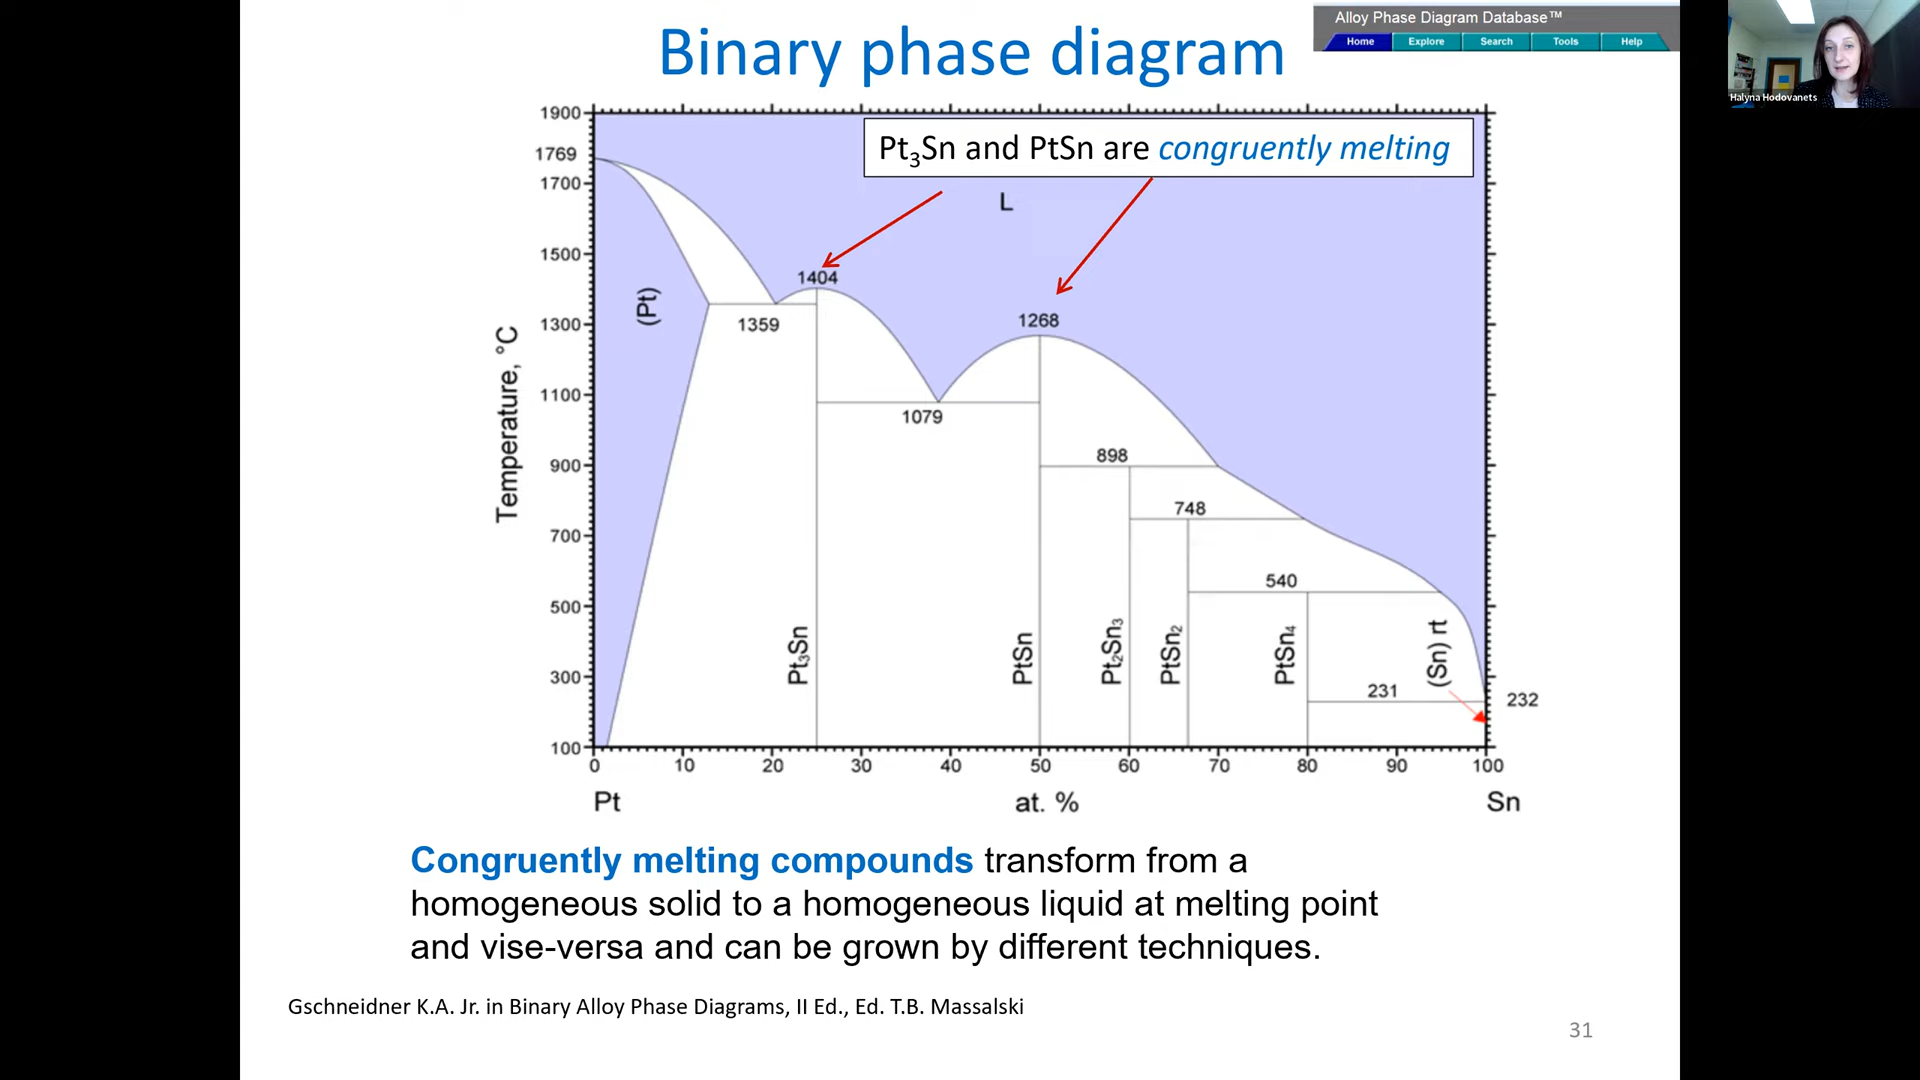 Binary phase diagram
Alloy Phase Diagram Database™
Home Explore Search Tools Help
Halyna Hodovanets
Pt₃Sn and PtSn are congruently melting
L
1900
1769
1700
1500
1300
1100
900
700
500
300
100
Temperature, °C
(Pt)
1404
1359
1268
1079
898
748
540
231
232
Pt₃Sn
PtSn
Pt₂Sn₃
PtSn₂
PtSn₄
(Sn) rt
0 10 20 30 40 50 60 70 80 90 100
Pt at. % Sn
Congruently melting compounds transform from a
homogeneous solid to a homogeneous liquid at melting point
and vise-versa and can be grown by different techniques.
Gschneidner K.A. Jr. in Binary Alloy Phase Diagrams, II Ed., Ed. T.B. Massalski
31